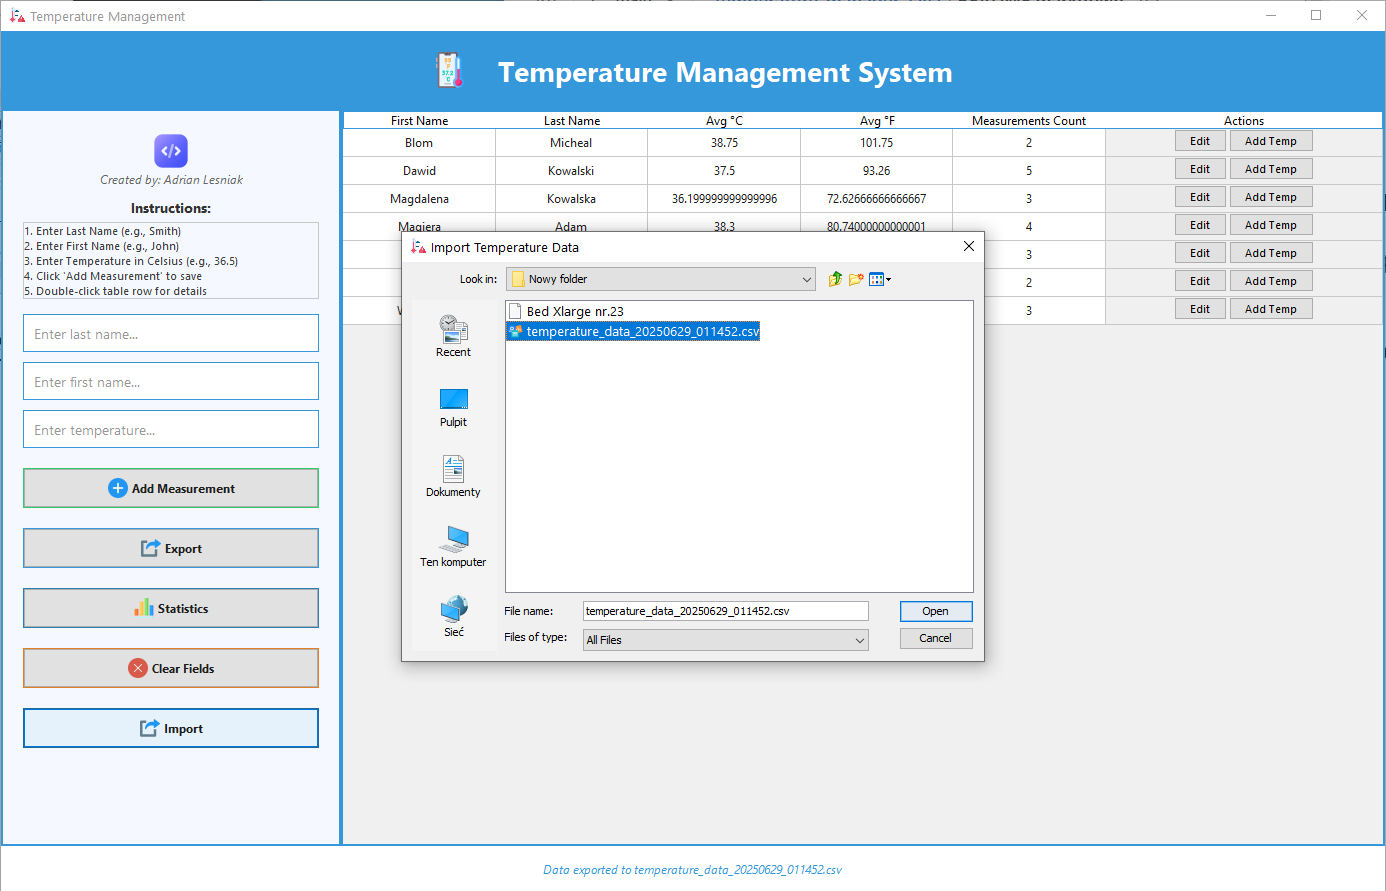 Temperature Management
Temperature Management System
Created by: Adrian Lesniak
Instructions:
1. Enter Last Name (e.g., Smith)
2. Enter First Name (e.g., John)
3. Enter Temperature in Celsius (e.g., 36.5)
4. Click `Add Measurement` to save
5. Double-click table row for details
Enter last name...
Enter first name...
Enter temperature...
Add Measurement
Export
Statistics
Clear Fields
Import
First Name Last Name Avg °C Avg °F Measurements Count Actions
Blom Micheal 38.75 101.75 2 Edit Add Temp
Dawid Kowalski 37.5 93.26 5 Edit Add Temp
Magdalena Kowalska 36.199999999999996 72.62666666666667 3 Edit Add Temp
Magiera Adam 38.3 80.74000000000001 4 Edit Add Temp
3 Edit Add Temp
2 Edit Add Temp
3 Edit Add Temp
Import Temperature Data
Look in: Nowy folder
Recent
Pulpit
Dokumenty
Ten komputer
Sieć
Bed Xlarge nr.23
temperature_data_20250629_011452.csv
File name: temperature_data_20250629_011452.csv Open
Files of type: All Files Cancel
Data exported to temperature_data_20250629_011452.csv